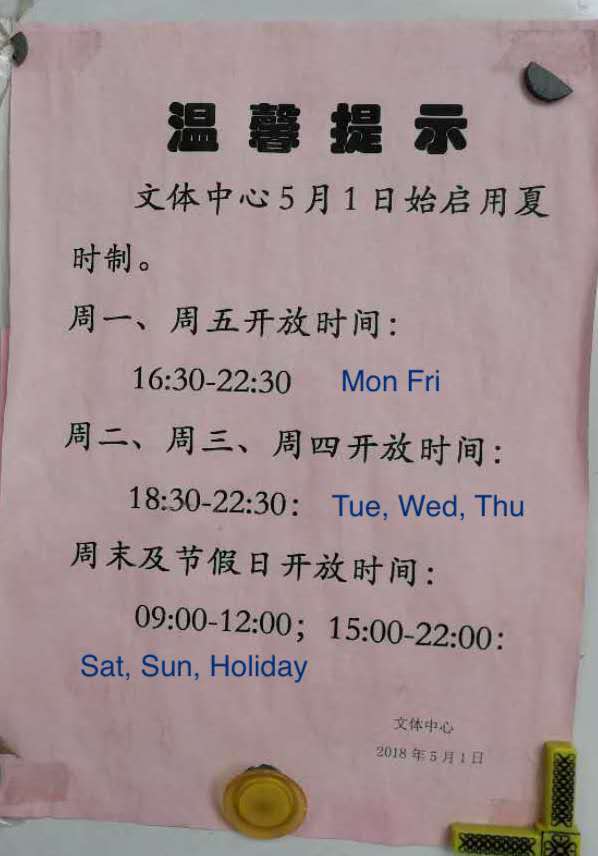 温馨提示
文体中心5月1日始启用夏
时制。
周一、周五开放时间：
16:30-22:30 Mon Fri
周二、周三、周四开放时间：
18:30-22:30： Tue, Wed, Thu
周末及节假日开放时间：
09:00-12:00；15:00-22:00：
Sat, Sun, Holiday
文体中心
2018年5月1日